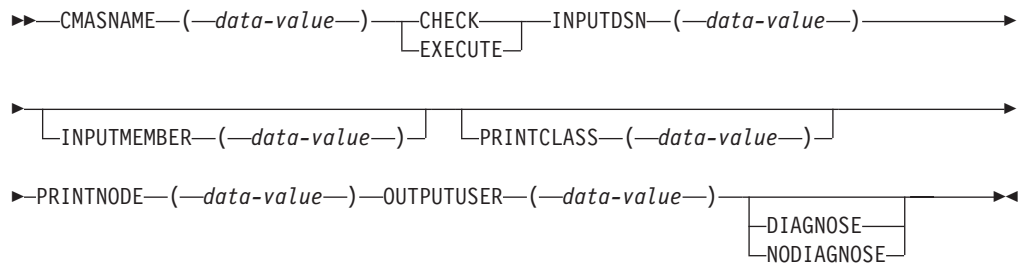 CMASNAME ( data-value ) CHECK INPUTDSN ( data-value )
EXECUTE
INPUTMEMBER ( data-value ) PRINTCLASS ( data-value )
PRINTNODE ( data-value ) OUTPUTUSER ( data-value )
DIAGNOSE
NODIAGNOSE